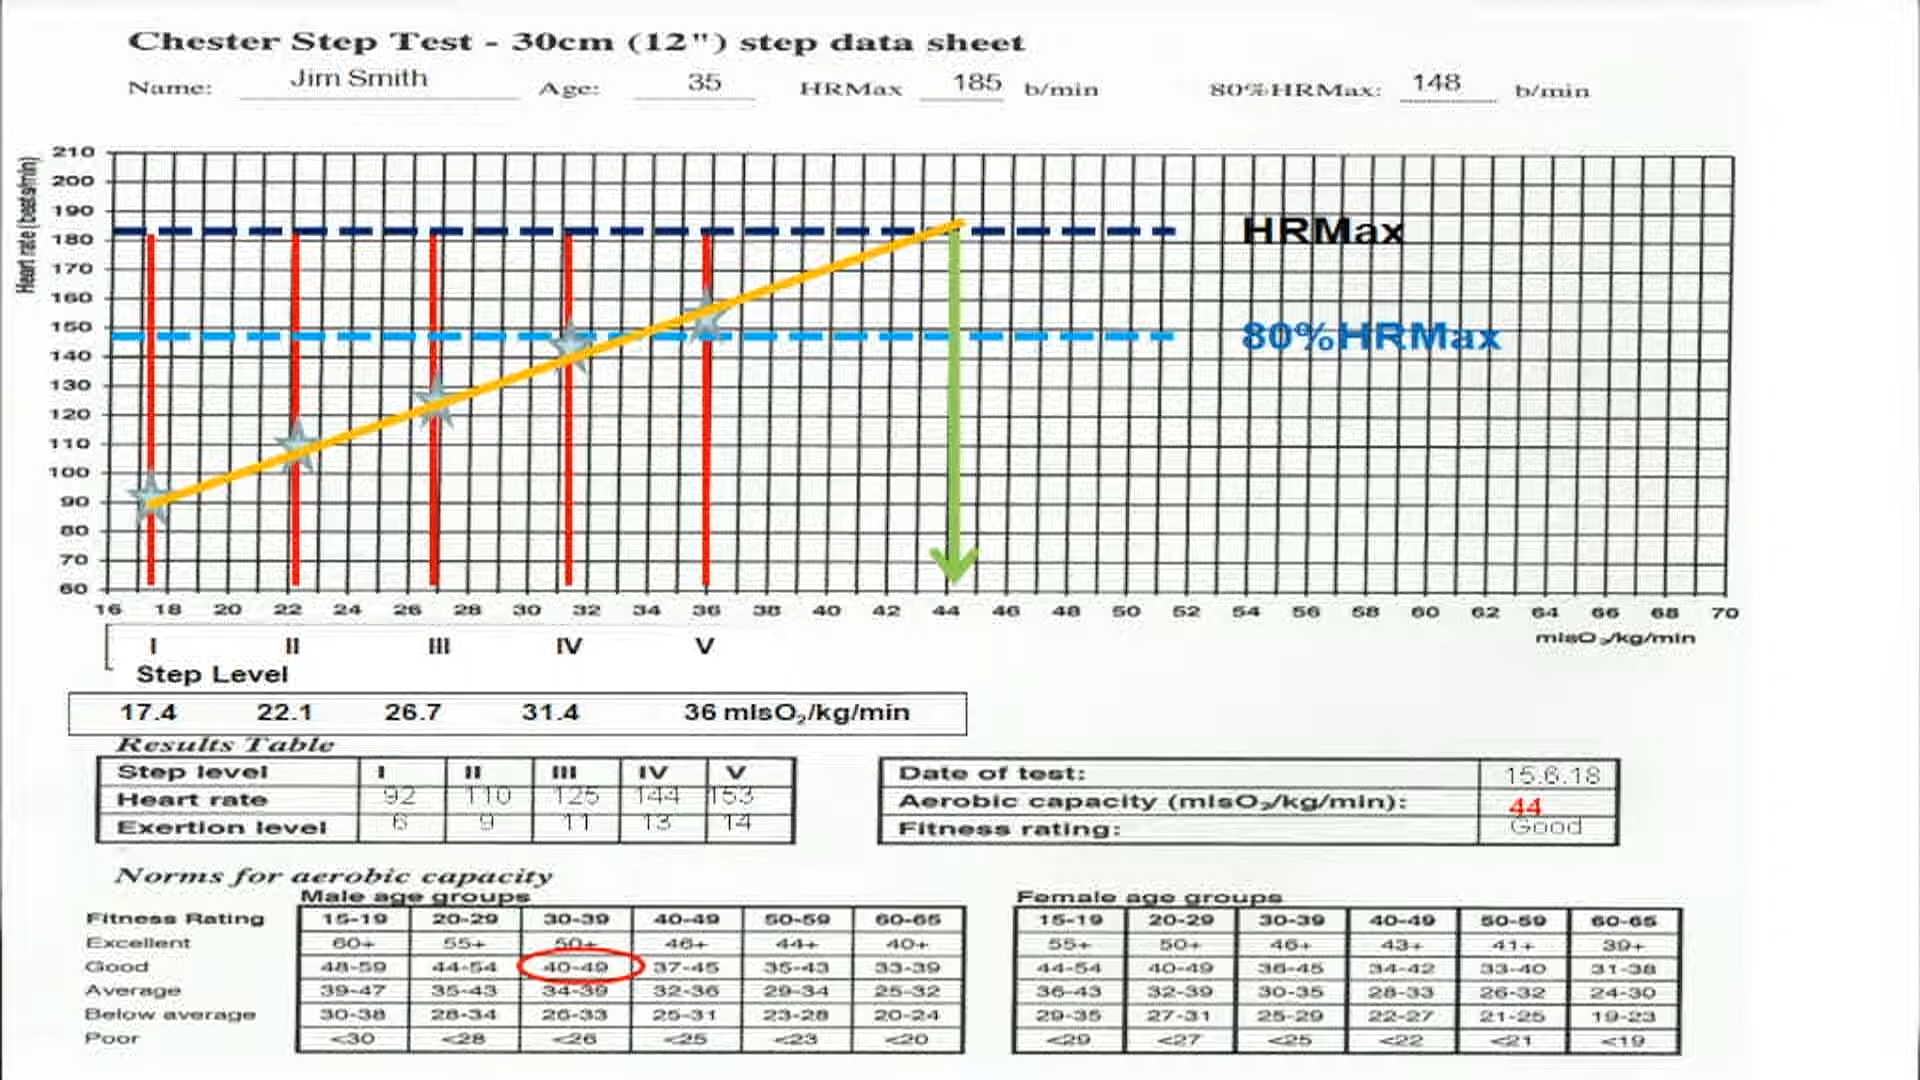 Chester Step Test - 30cm (12") step data sheet
Name: Jim Smith Age: 35 HRMax 185 b/min 80%HRMax: 148 b/min
Heart rate (beats/min)
210
200
190
180
170
160
150
140
130
120
110
100
90
80
70
60
HRMax
80%HRMax
16 18 20 22 24 26 28 30 32 34 36 38 40 42 44 46 48 50 52 54 56 58 60 62 64 66 68 70
mlsO₂/kg/min
I II III IV V
Step Level
17.4 22.1 26.7 31.4 36 mlsO₂/kg/min
Results Table
Step level I II III IV V
Heart rate 92 110 125 144 153
Exertion level 6 9 11 13 14
Date of test: 15.6.18
Aerobic capacity (mlsO₂/kg/min): 44
Fitness rating: Good
Norms for aerobic capacity
Male age groups
Fitness Rating 15-19 20-29 30-39 40-49 50-59 60-65
Excellent 60+ 55+ 50+ 46+ 44+ 40+
Good 48-59 44-54 40-49 37-45 35-43 33-39
Average 39-47 35-43 34-39 32-36 29-34 25-32
Below average 30-38 28-34 26-33 25-31 23-28 20-24
Poor <30 <28 <26 <25 <23 <20
Female age groups
15-19 20-29 30-39 40-49 50-59 60-65
55+ 50+ 46+ 43+ 41+ 39+
44-54 40-49 36-45 34-42 33-40 31-38
36-43 32-39 30-35 28-33 26-32 24-30
29-35 27-31 25-29 22-27 21-25 19-23
<29 <27 <25 <22 <21 <19